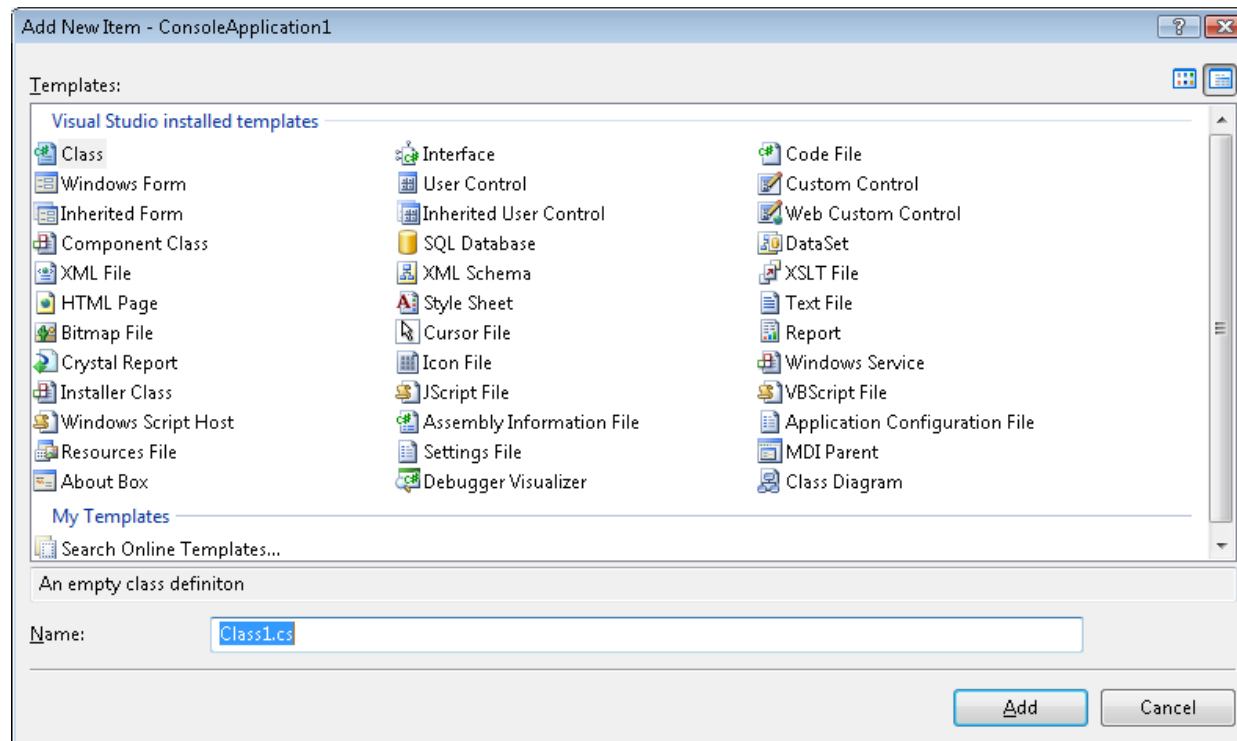 Add New Item - ConsoleApplication1
Templates:
Visual Studio installed templates
Class Interface Code File
Windows Form User Control Custom Control
Inherited Form Inherited User Control Web Custom Control
Component Class SQL Database DataSet
XML File XML Schema XSLT File
HTML Page Style Sheet Text File
Bitmap File Cursor File Report
Crystal Report Icon File Windows Service
Installer Class JScript File VBScript File
Windows Script Host Assembly Information File Application Configuration File
Resources File Settings File MDI Parent
About Box Debugger Visualizer Class Diagram
My Templates
Search Online Templates...
An empty class definiton
Name: Class1.cs
Add Cancel